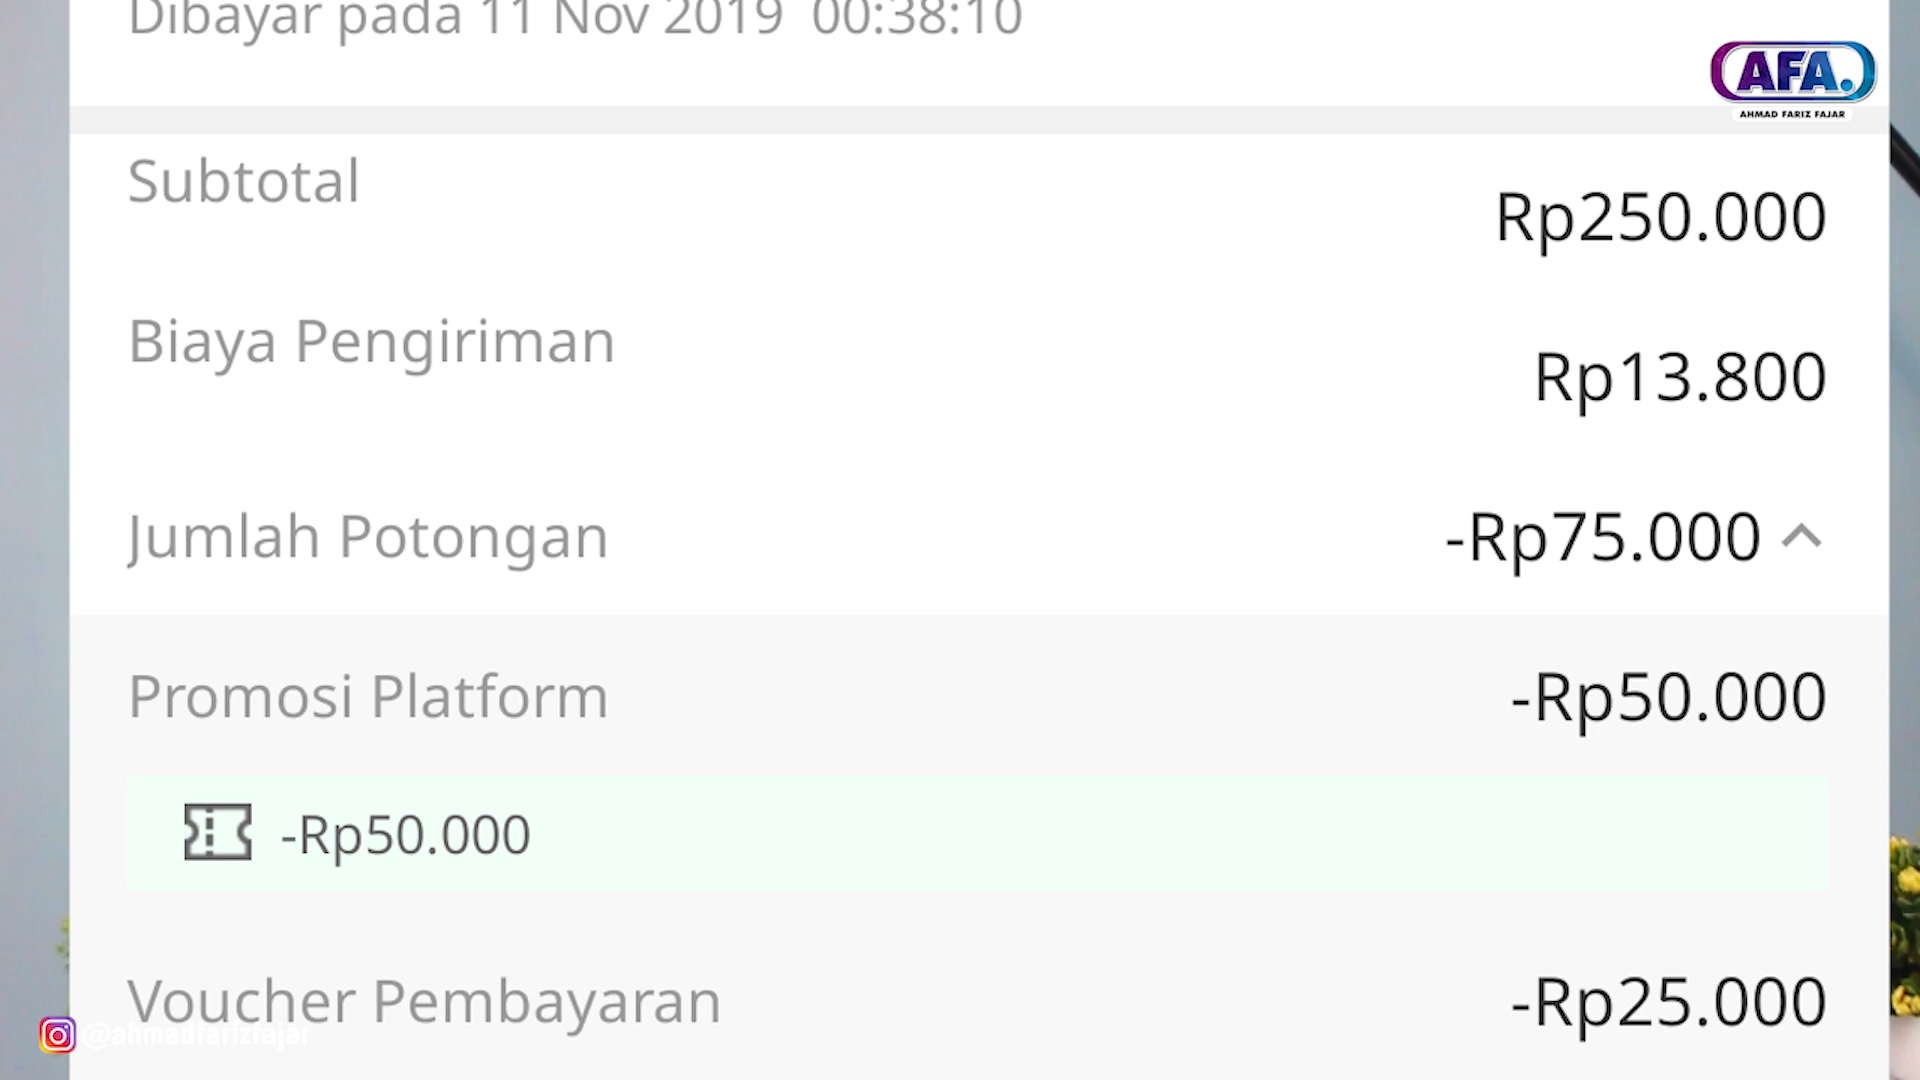 Dibayar pada 11 Nov 2019 00:38:10
AFA.
AHMAD FARIZ FAJAR
Subtotal
Rp250.000
Biaya Pengiriman
Rp13.800
Jumlah Potongan
-Rp75.000
Promosi Platform
-Rp50.000
-Rp50.000
Voucher Pembayaran
-Rp25.000
@ahmadfarizfajar